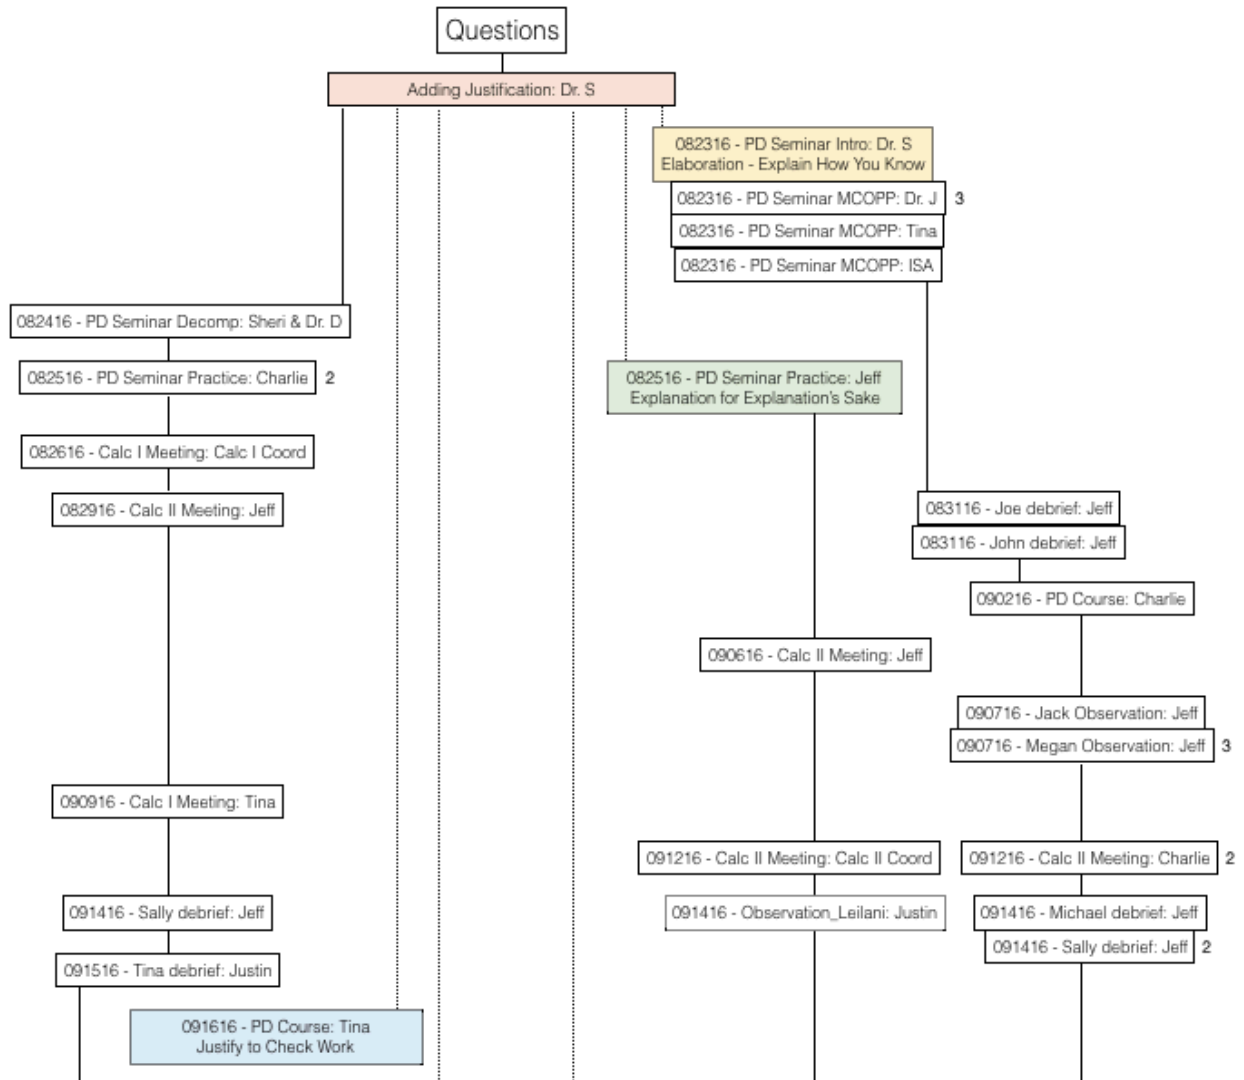 Questions
Adding Justification: Dr. S
082316 - PD Seminar Intro: Dr. S
Elaboration - Explain How You Know
082316 - PD Seminar MCOPP: Dr. J 3
082316 - PD Seminar MCOPP: Tina
082316 - PD Seminar MCOPP: ISA
082416 - PD Seminar Decomp: Sheri & Dr. D
082516 - PD Seminar Practice: Charlie 2
082516 - PD Seminar Practice: Jeff
Explanation for Explanation's Sake
082616 - Calc I Meeting: Calc I Coord
082916 - Calc II Meeting: Jeff
083116 - Joe debrief: Jeff
083116 - John debrief: Jeff
090216 - PD Course: Charlie
090616 - Calc II Meeting: Jeff
090716 - Jack Observation: Jeff
090716 - Megan Observation: Jeff 3
090916 - Calc I Meeting: Tina
091216 - Calc II Meeting: Calc II Coord
091216 - Calc II Meeting: Charlie 2
091416 - Sally debrief: Jeff
091416 - Observation_Leilani: Justin
091416 - Michael debrief: Jeff
091416 - Sally debrief: Jeff 2
091516 - Tina debrief: Justin
091616 - PD Course: Tina
Justify to Check Work